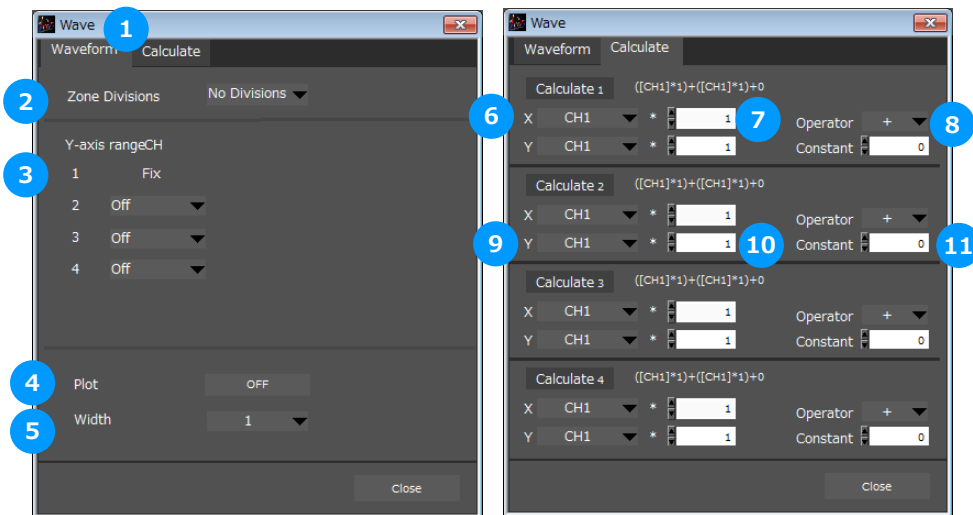 Wave
1
Waveform Calculate
2 Zone Divisions No Divisions
Y-axis rangeCH
3 1 Fix
2 Off
3 Off
4 Off
4 Plot OFF
5 Width 1
Close
Wave
Waveform Calculate
Calculate 1 ([CH1]*1)+([CH1]*1)+0
6 X CH1 * 1 7 Operator + 8
Y CH1 * 1 Constant 0
Calculate 2 ([CH1]*1)+([CH1]*1)+0
X CH1 * 1 Operator +
9 Y CH1 * 1 10 Constant 0 11
Calculate 3 ([CH1]*1)+([CH1]*1)+0
X CH1 * 1 Operator +
Y CH1 * 1 Constant 0
Calculate 4 ([CH1]*1)+([CH1]*1)+0
X CH1 * 1 Operator +
Y CH1 * 1 Constant 0
Close